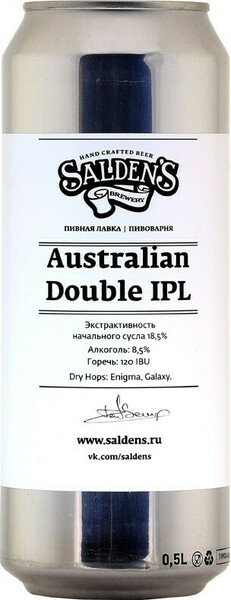 HAND CRAFTED BEER
SALDEN'S
BREWERY
ПИВНАЯ ЛАВКА | ПИВОВАРНЯ
Australian
Double IPL
Экстрактивность
начального сусла 18,5%
Алкоголь: 8,5%
Горечь: 120 IBU
Dry Hops: Enigma, Galaxy.
www.saldens.ru
vk.com/saldens
0,5L